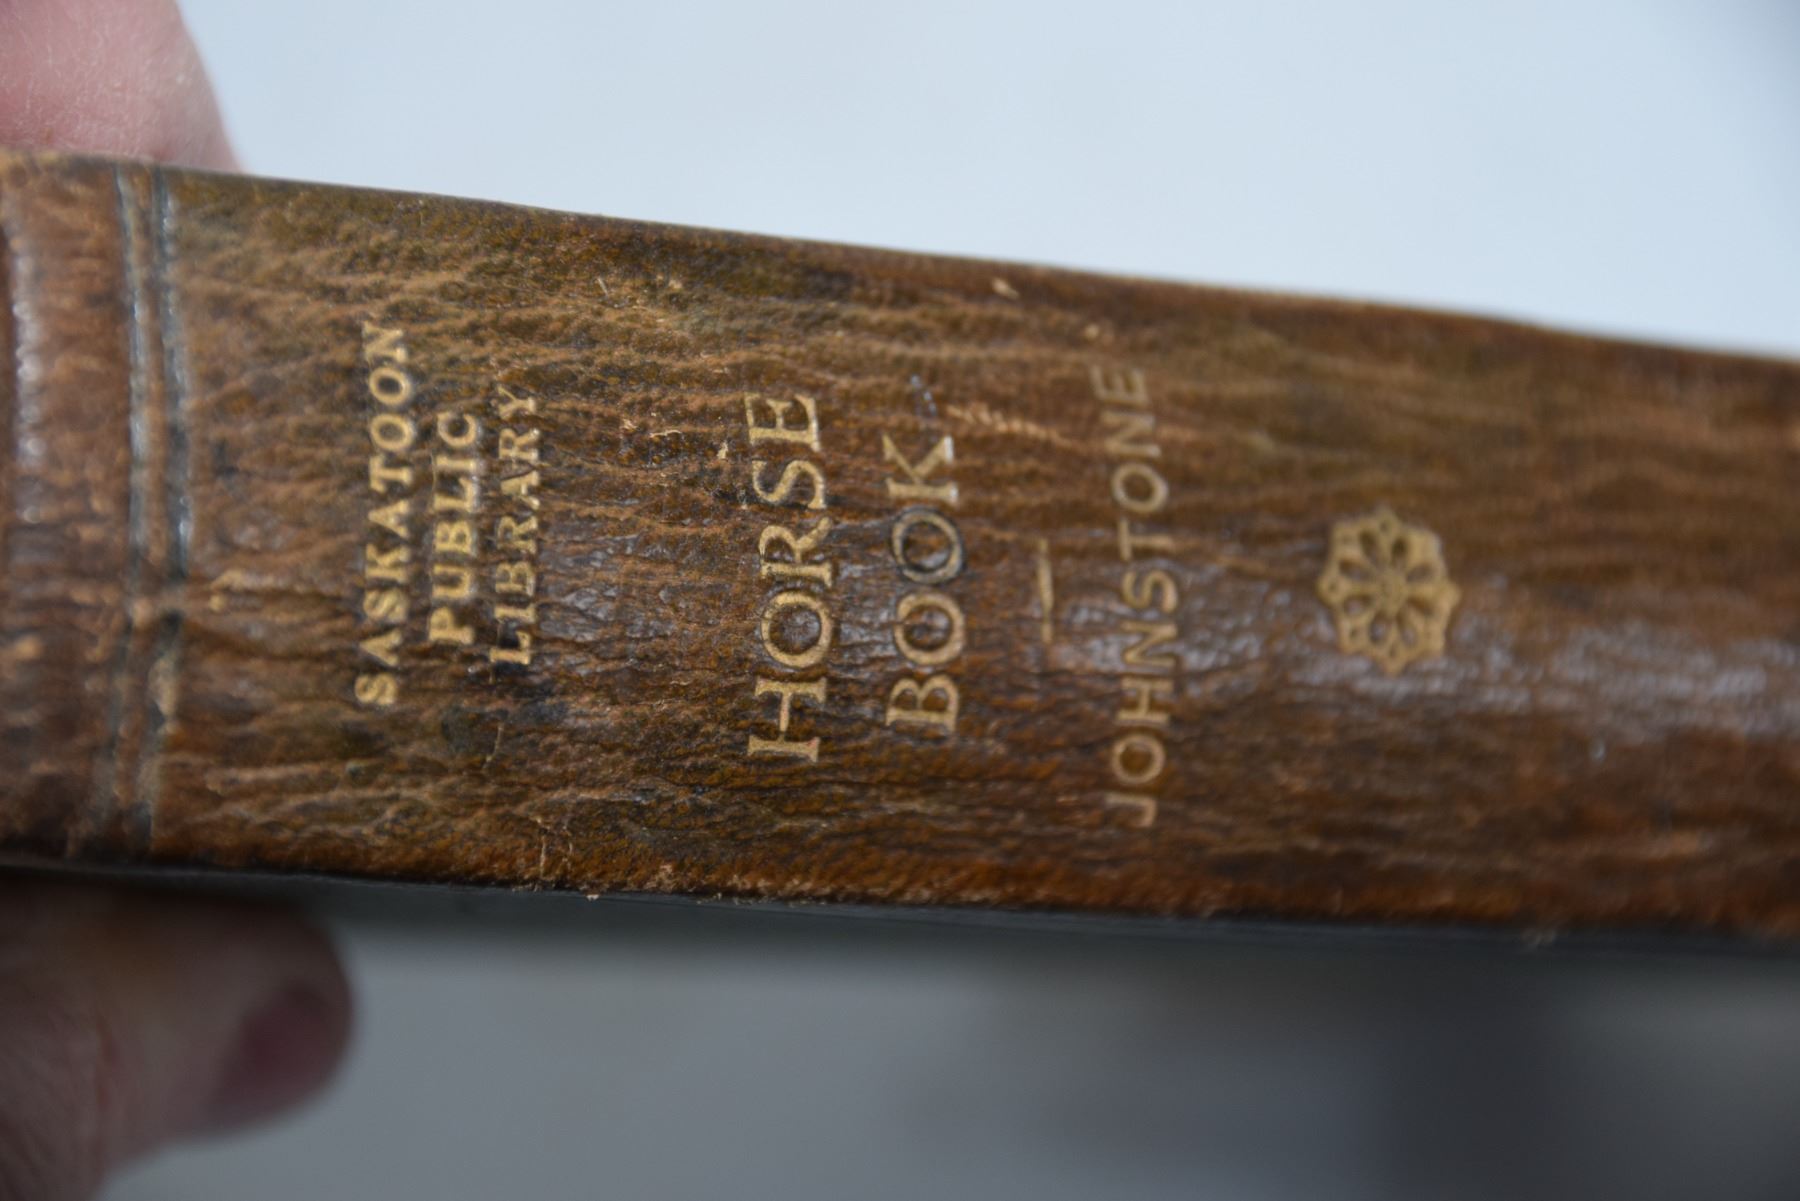 SASKATOON
PUBLIC
LIBRARY
HORSE
BOOK
—
JOHNSTONE